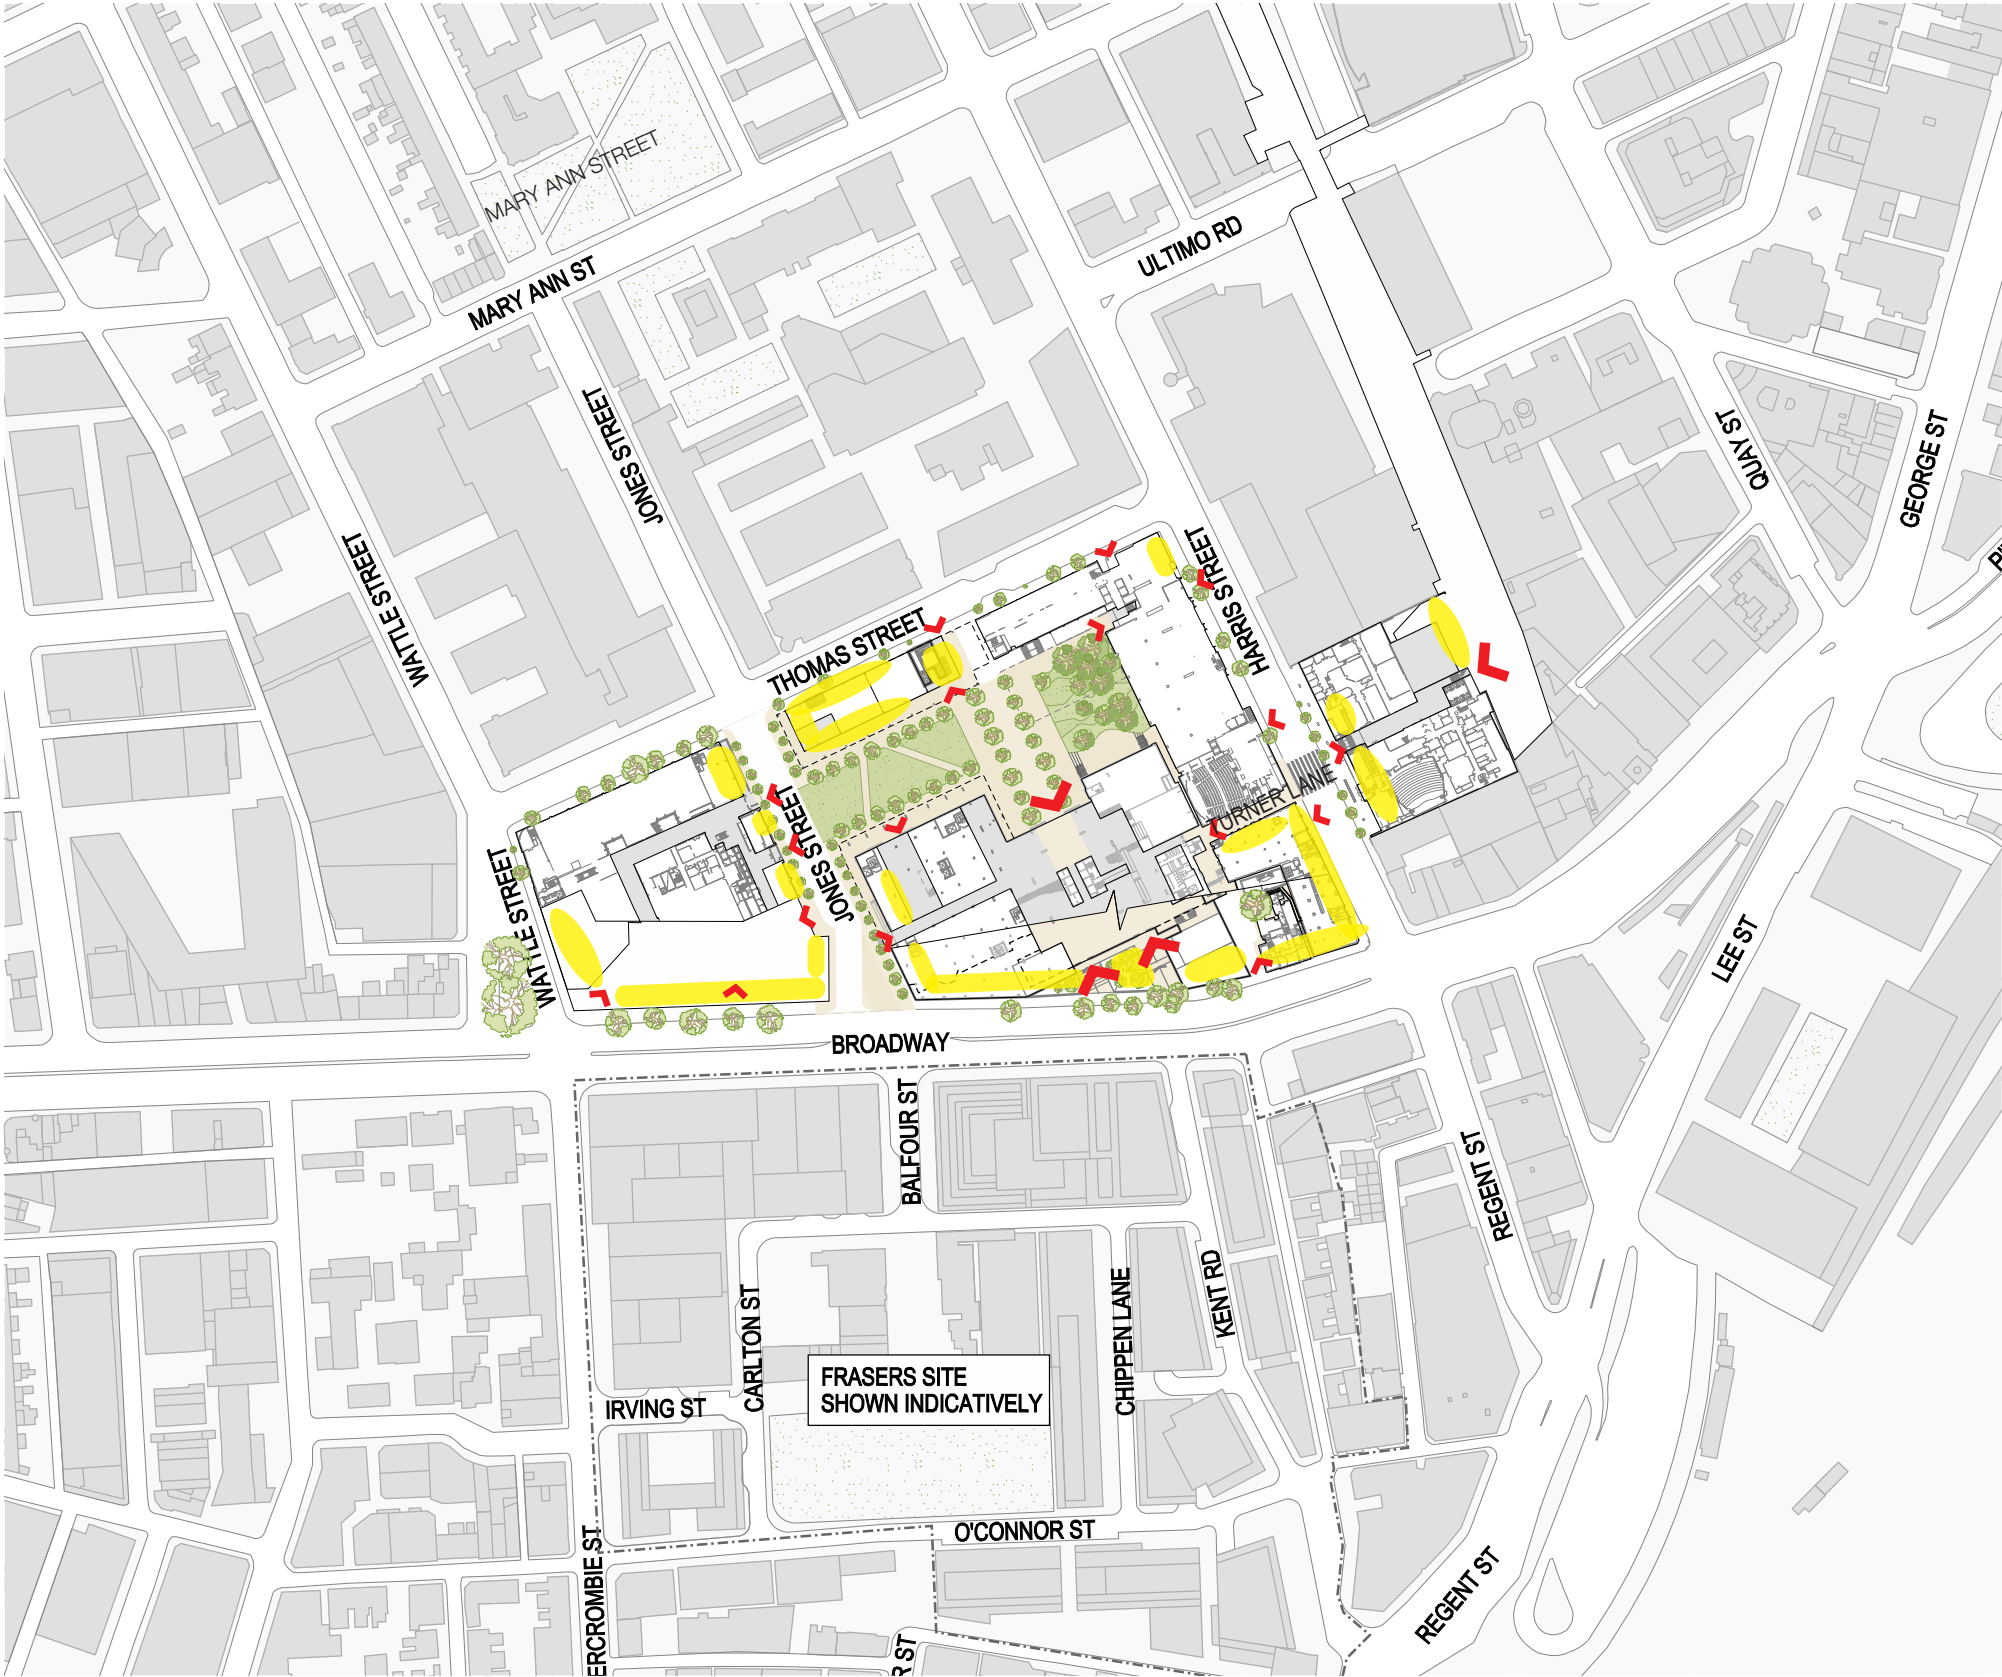 MARY ANN STREET
ULTIMO RD
MARY ANN ST
JONES STREET
QUAY ST
GEORGE ST
WATTLE STREET
HARRIS STREET
THOMAS STREET
TURNER LANE
JONES STREET
WATTLE STREET
LEE ST
BROADWAY
BALFOUR ST
REGENT ST
KENT RD
CHIPPEN LANE
CARLTON ST
FRASERS SITE
SHOWN INDICATIVELY
IRVING ST
O'CONNOR ST
ERCROMBIE ST
REGENT ST
R ST